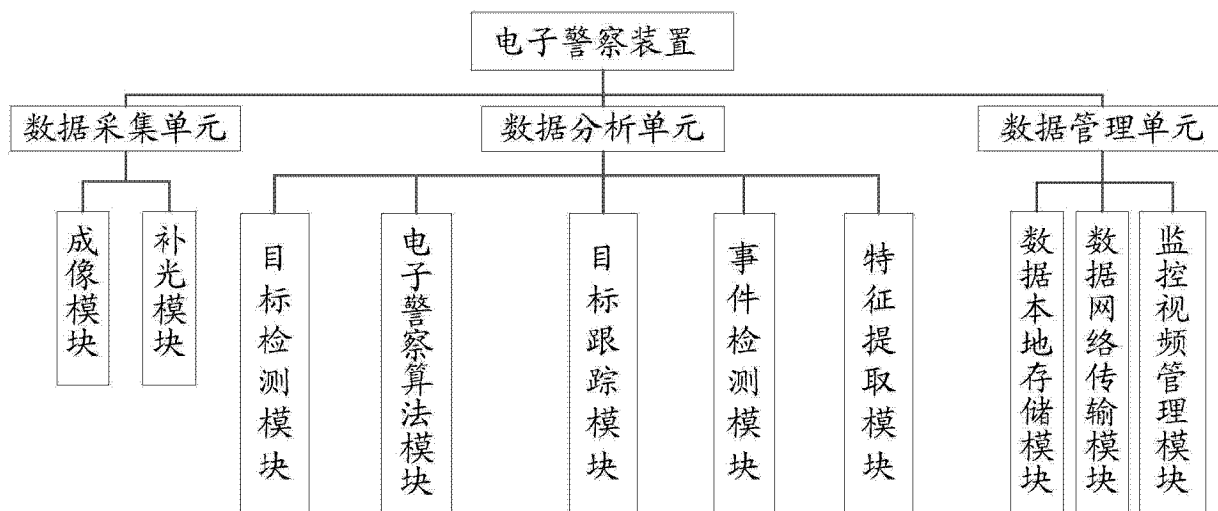 电子警察装置
数据采集单元
数据分析单元
数据管理单元
成像模块
补光模块
目标检测模块
电子警察算法模块
目标跟踪模块
事件检测模块
特征提取模块
数据本地存储模块
数据网络传输模块
监控视频管理模块